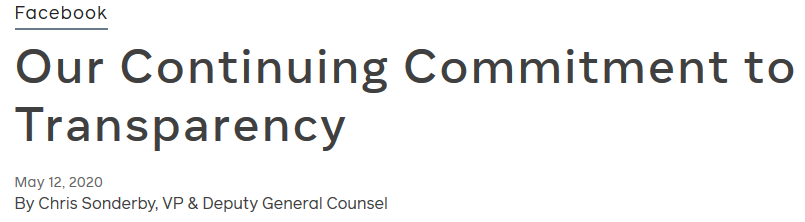 Facebook
Our Continuing Commitment to
Transparency
May 12, 2020
By Chris Sonderby, VP & Deputy General Counsel